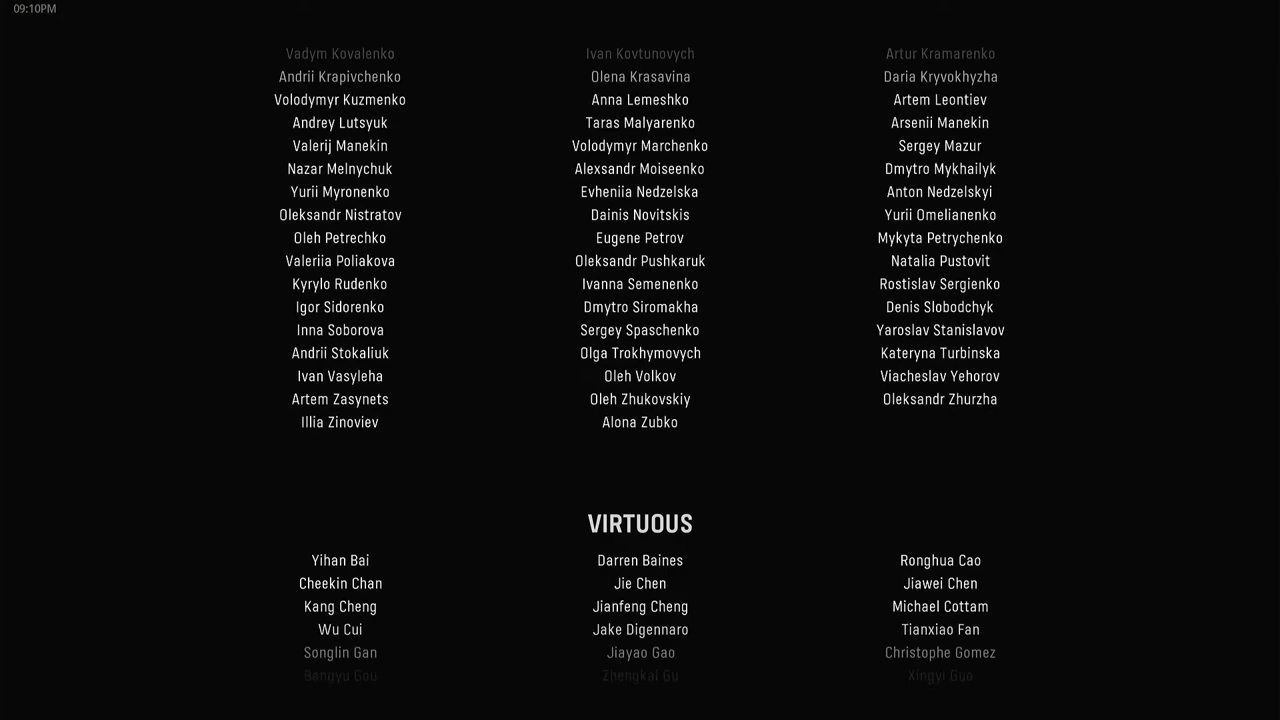 09:10PM
Vadym Kovalenko Ivan Kovtunovych Artur Kramarenko
Andrii Krapivchenko Olena Krasavina Daria Kryvokhyzha
Volodymyr Kuzmenko Anna Lemeshko Artem Leontiev
Andrey Lutsyuk Taras Malyarenko Arsenii Manekin
Valerij Manekin Volodymyr Marchenko Sergey Mazur
Nazar Melnychuk Alexsandr Moiseenko Dmytro Mykhailyk
Yurii Myronenko Evheniia Nedzelska Anton Nedzelskyi
Oleksandr Nistratov Dainis Novitskis Yurii Omelianenko
Oleh Petrechko Eugene Petrov Mykyta Petrychenko
Valeriia Poliakova Oleksandr Pushkaruk Natalia Pustovit
Kyrylo Rudenko Ivanna Semenenko Rostislav Sergienko
Igor Sidorenko Dmytro Siromakha Denis Slobodchyk
Inna Soborova Sergey Spaschenko Yaroslav Stanislavov
Andrii Stokaliuk Olga Trokhymovych Kateryna Turbinska
Ivan Vasyleha Oleh Volkov Viacheslav Yehorov
Artem Zasynets Oleh Zhukovskiy Oleksandr Zhurzha
Illia Zinoviev Alona Zubko
VIRTUOUS
Yihan Bai Darren Baines Ronghua Cao
Cheekin Chan Jie Chen Jiawei Chen
Kang Cheng Jianfeng Cheng Michael Cottam
Wu Cui Jake Digennaro Tianxiao Fan
Songlin Gan Jiayao Gao Christophe Gomez
Bangyu Gou Zhengkai Gu Xingyi Guo